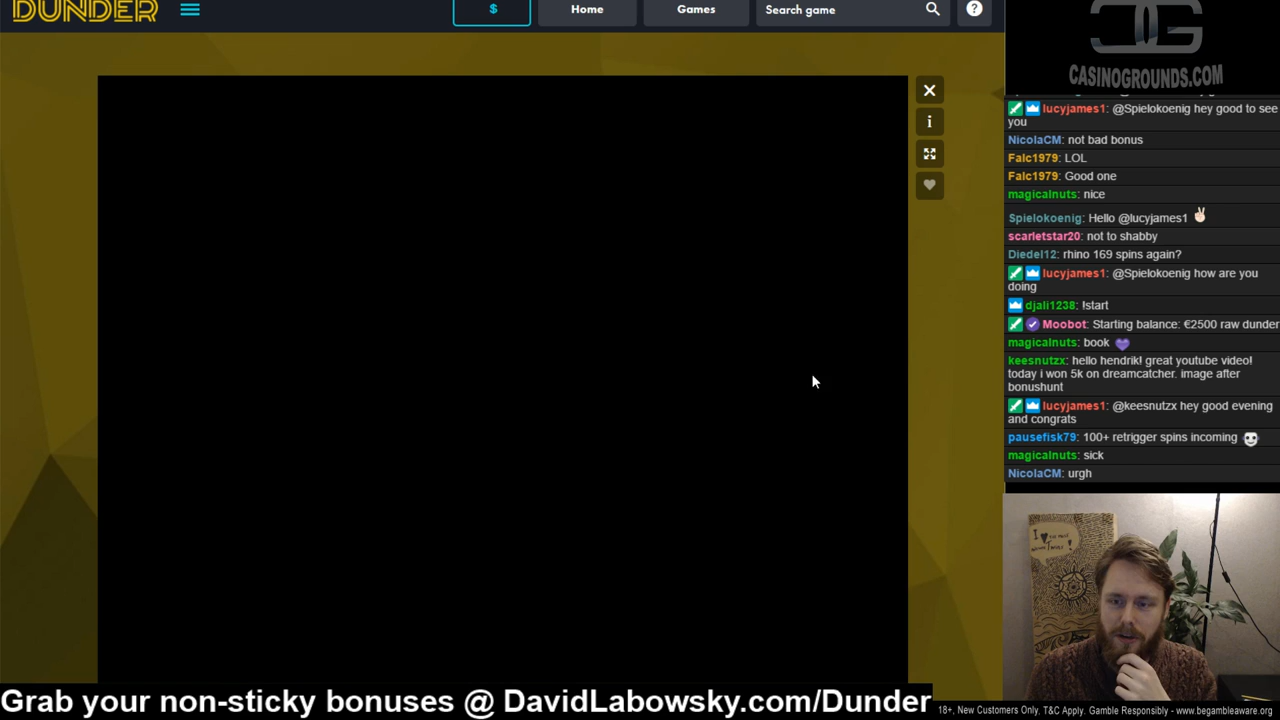 DUNDER
$
Home
Games
Search game
?
CASINOGROUNDS.COM
lucyjames1: @Spielokoenig hey good to see
you
NicolaCM: not bad bonus
Falc1979: LOL
Falc1979: Good one
magicalnuts: nice
Spielokoenig: Hello @lucyjames1
scarletstar20: not to shabby
Diedel12: rhino 169 spins again?
lucyjames1: @Spielokoenig how are you
doing
djali1238: !start
Moobot: Starting balance: €2500 raw dunder
magicalnuts: book
keesnutzx: hello hendrik! great youtube video!
today i won 5k on dreamcatcher. image after
bonushunt
lucyjames1: @keesnutzx hey good evening
and congrats
pausefisk79: 100+ retrigger spins incoming
magicalnuts: sick
NicolaCM: urgh
Grab your non-sticky bonuses @ DavidLabowsky.com/Dunder
18+, New Customers Only, T&C Apply, Gamble Responsibly - www.begambleaware.org